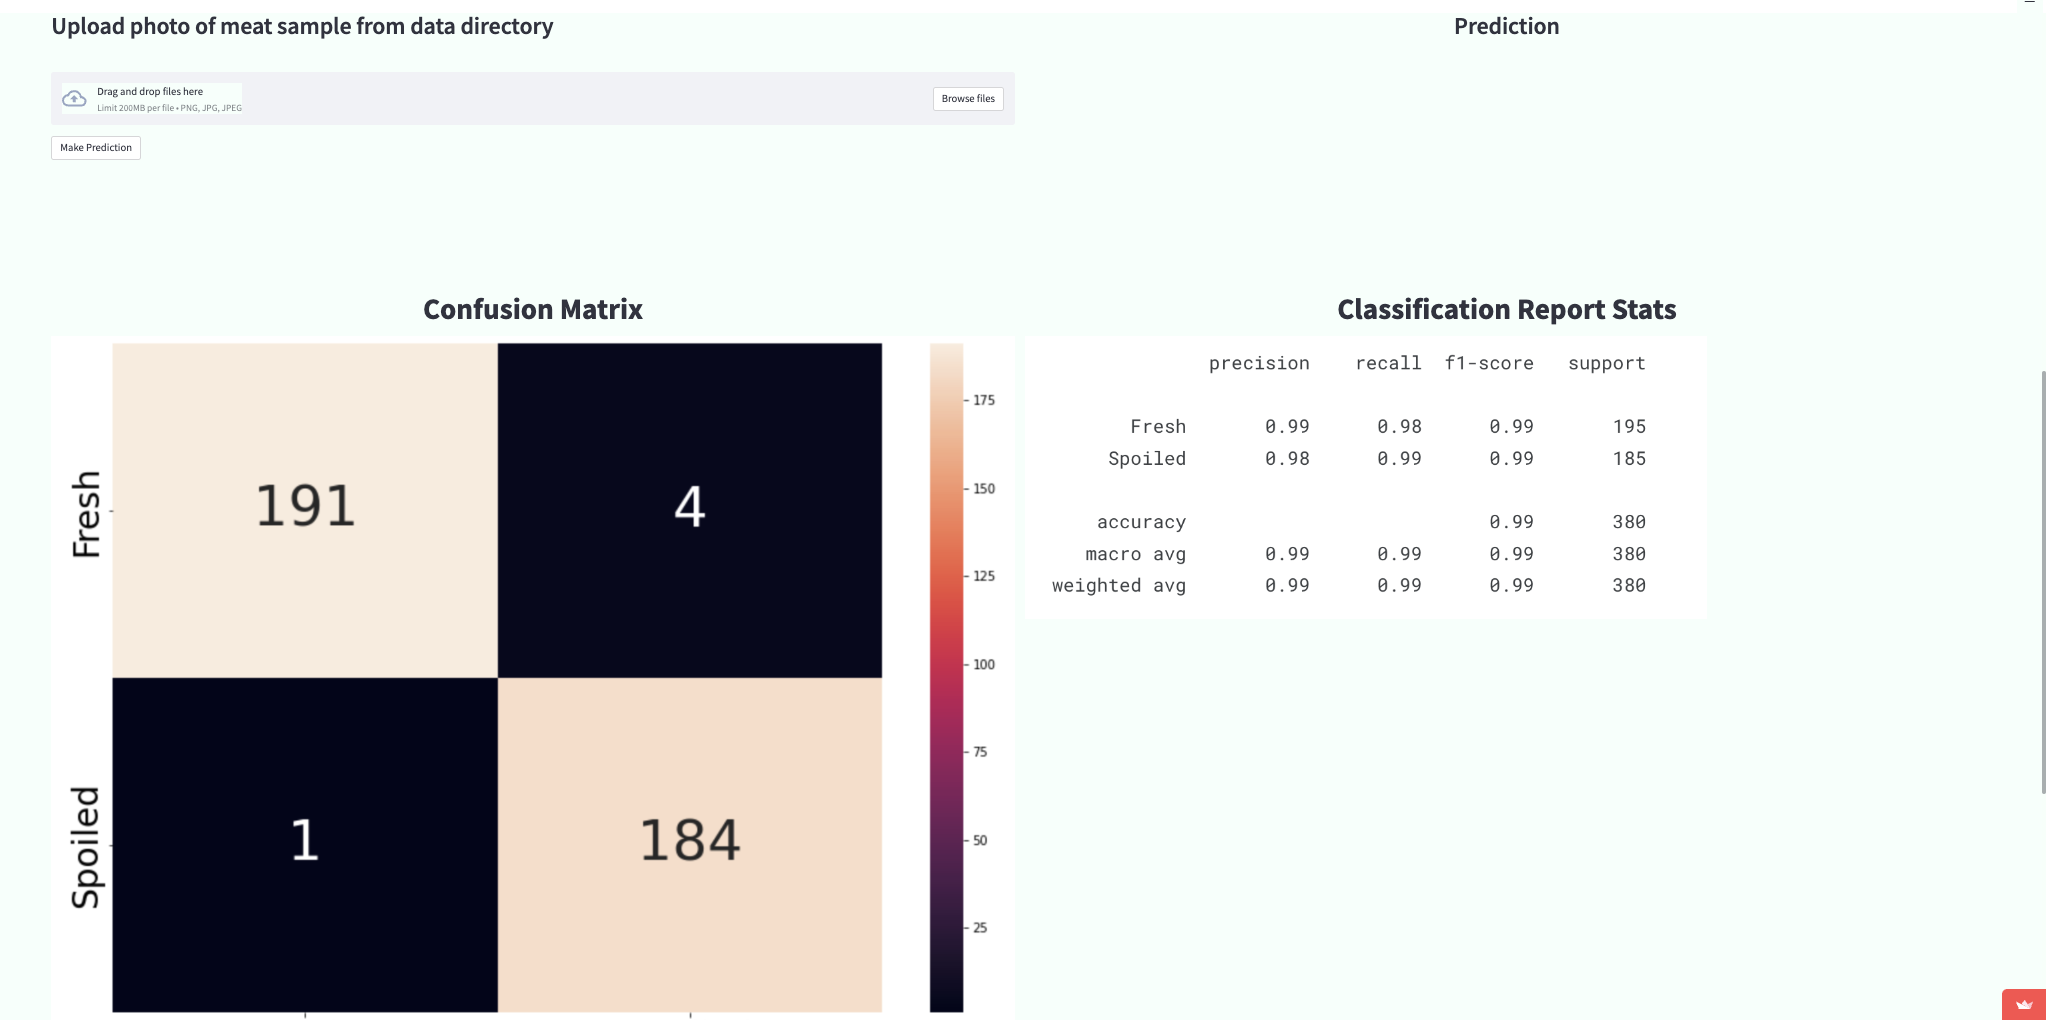 Upload photo of meat sample from data directory
Prediction
Drag and drop files here
Limit 200MB per file • PNG, JPG, JPEG
Browse files
Make Prediction
Confusion Matrix
Fresh
191
4
Spoiled
1
184
175
150
125
100
75
50
25
Classification Report Stats
precision recall f1-score support
Fresh 0.99 0.98 0.99 195
Spoiled 0.98 0.99 0.99 185
accuracy 0.99 380
macro avg 0.99 0.99 0.99 380
weighted avg 0.99 0.99 0.99 380